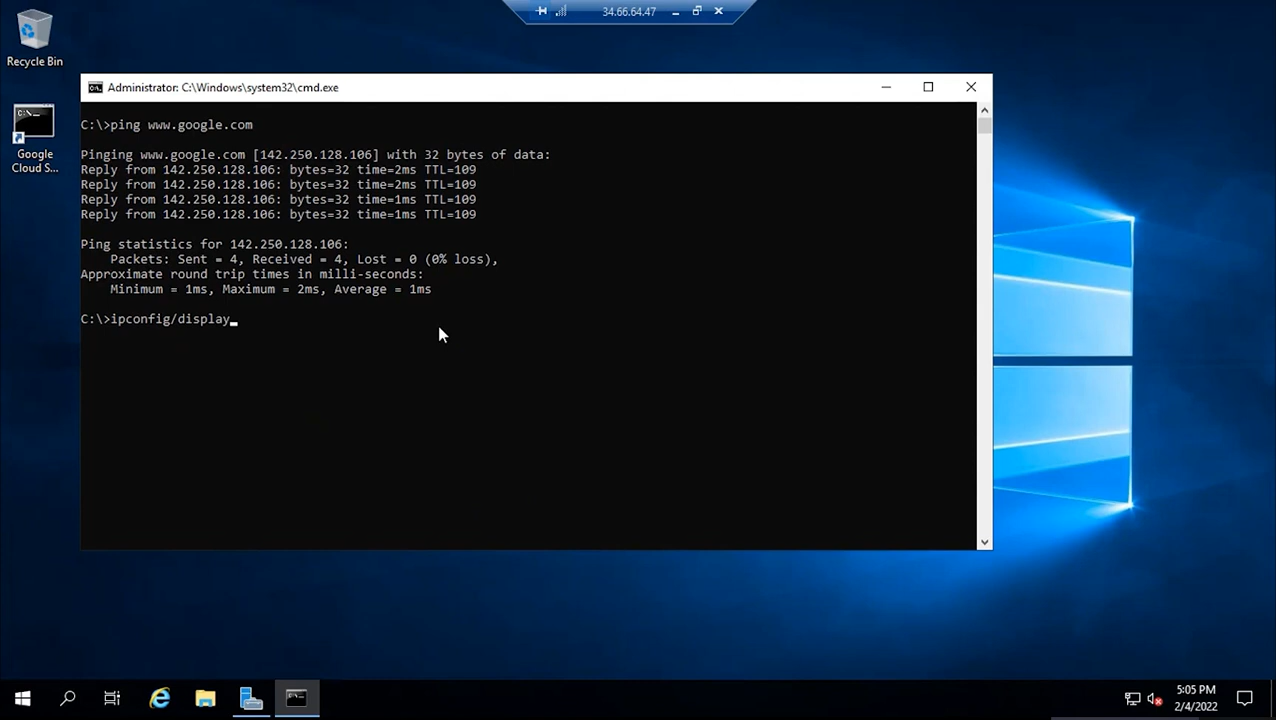 34.66.64.47
Recycle Bin
Google
Cloud S...
Administrator: C:\Windows\system32\cmd.exe
C:\>ping www.google.com
Pinging www.google.com [142.250.128.106] with 32 bytes of data:
Reply from 142.250.128.106: bytes=32 time=2ms TTL=109
Reply from 142.250.128.106: bytes=32 time=2ms TTL=109
Reply from 142.250.128.106: bytes=32 time=1ms TTL=109
Reply from 142.250.128.106: bytes=32 time=1ms TTL=109
Ping statistics for 142.250.128.106:
Packets: Sent = 4, Received = 4, Lost = 0 (0% loss),
Approximate round trip times in milli-seconds:
Minimum = 1ms, Maximum = 2ms, Average = 1ms
C:\>ipconfig/display_
5:05 PM
2/4/2022